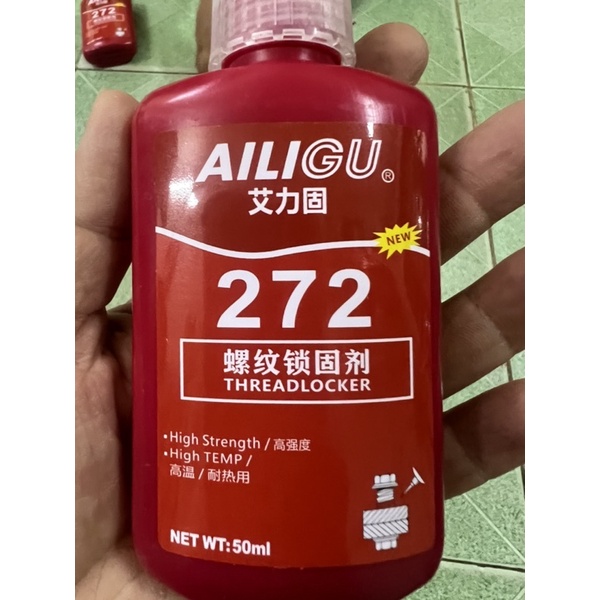 272
AILIGU®
艾力固
NEW
272
螺纹锁固剂
THREADLOCKER
•High Strength / 高强度
•High TEMP /
高温 / 耐热用
NET WT:50ml